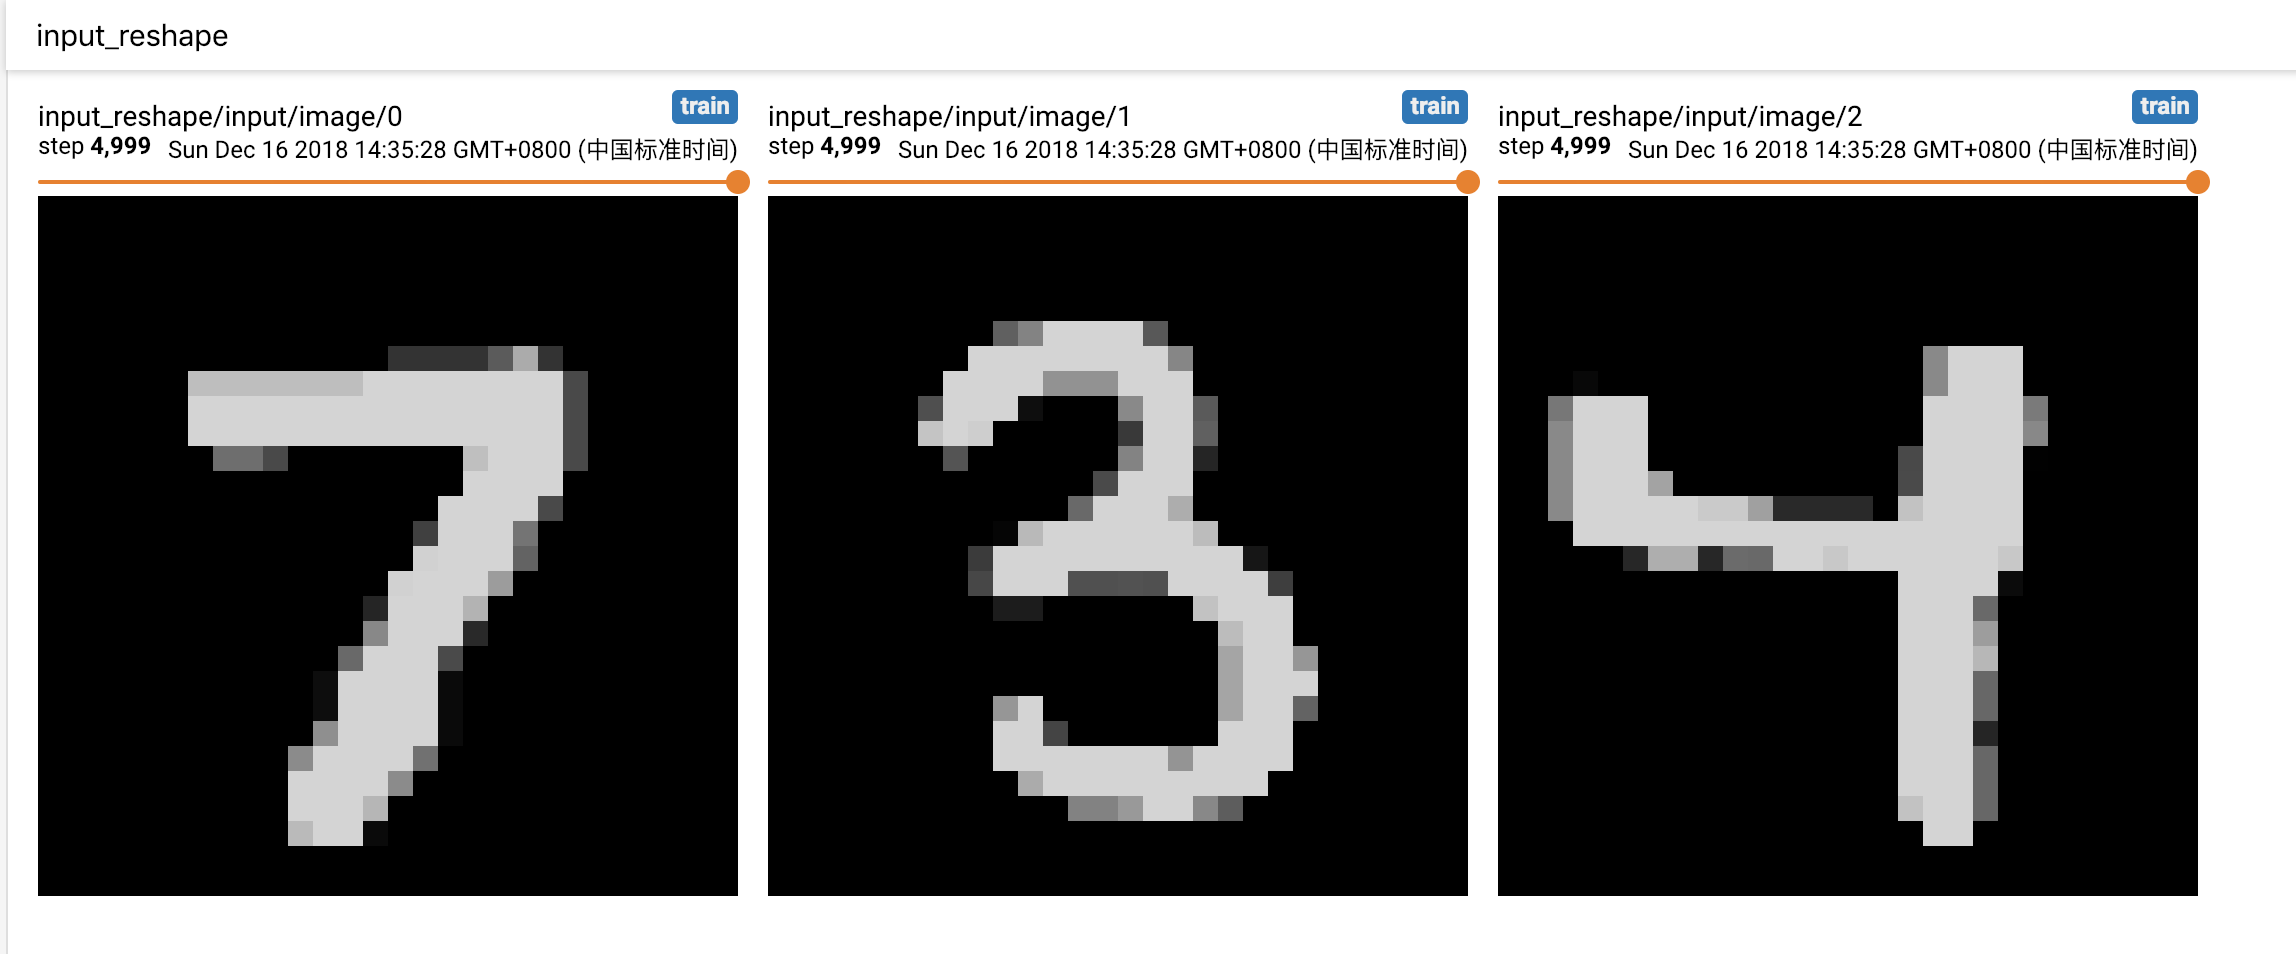 input_reshape
input_reshape/input/image/0 train
step 4,999 Sun Dec 16 2018 14:35:28 GMT+0800 (中国标准时间)
input_reshape/input/image/1 train
step 4,999 Sun Dec 16 2018 14:35:28 GMT+0800 (中国标准时间)
input_reshape/input/image/2 train
step 4,999 Sun Dec 16 2018 14:35:28 GMT+0800 (中国标准时间)
7
3
4